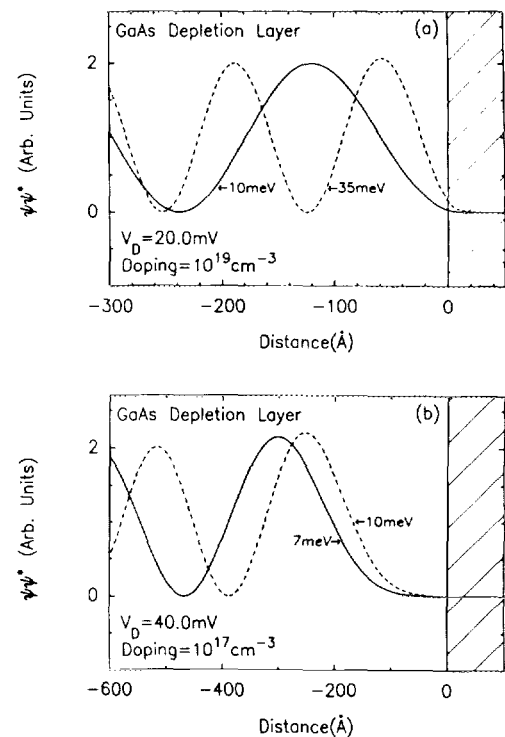 GaAs Depletion Layer (a)
2
0
ψψ* (Arb. Units)
←10meV
←35meV
V_D=20.0mV
Doping=10^19cm^-3
-300 -200 -100 0
Distance(Å)
GaAs Depletion Layer (b)
2
0
ψψ* (Arb. Units)
←10meV
7meV→
V_D=40.0mV
Doping=10^17cm^-3
-600 -400 -200 0
Distance(Å)